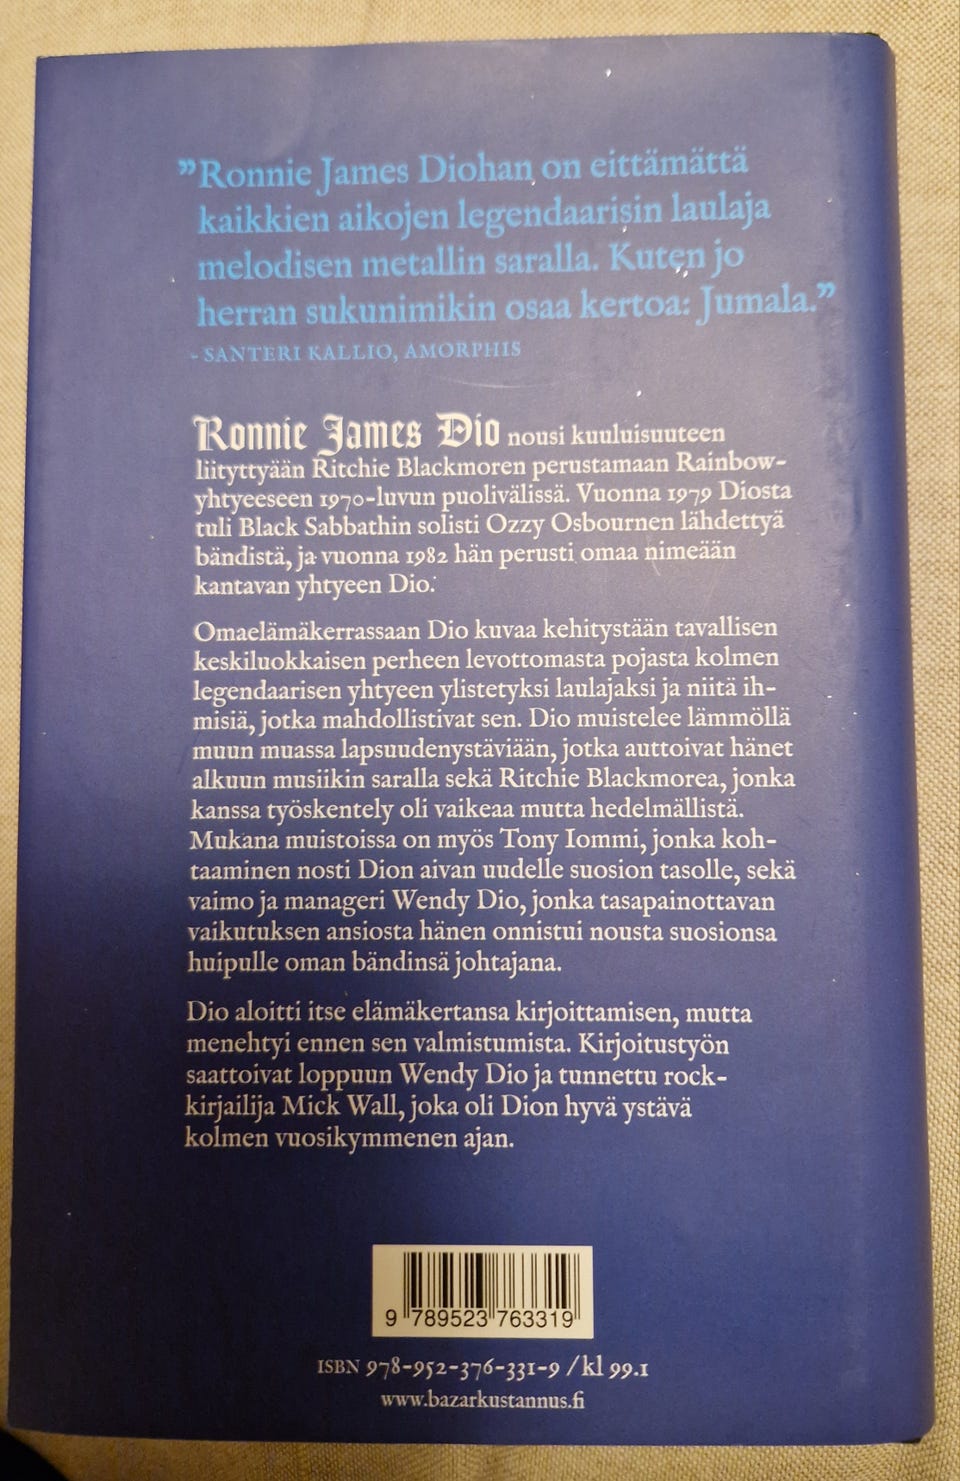 ”Ronnie James Diohan on eittämättä
kaikkien aikojen legendaarisin laulaja
melodisen metallin saralla. Kuten jo
herran sukunimikin osaa kertoa: Jumala.”
- SANTERI KALLIO, AMORPHIS
Ronnie James Dio nousi kuuluisuuteen
liityttyään Ritchie Blackmoren perustamaan Rainbow-
yhtyeeseen 1970-luvun puolivälissä. Vuonna 1979 Diosta
tuli Black Sabbathin solisti Ozzy Osbournen lähdettyä
bändistä, ja vuonna 1982 hän perusti omaa nimeään
kantavan yhtyeen Dio.
Omaelämäkerrassaan Dio kuvaa kehitystään tavallisen
keskiluokkaisen perheen levottomasta pojasta kolmen
legendaarisen yhtyeen ylistetyksi laulajaksi ja niitä ih-
misiä, jotka mahdollistivat sen. Dio muistelee lämmöllä
muun muassa lapsuudenystäviään, jotka auttoivat hänet
alkuun musiikin saralla sekä Ritchie Blackmorea, jonka
kanssa työskentely oli vaikeaa mutta hedelmällistä.
Mukana muistoissa on myös Tony Iommi, jonka koh-
taaminen nosti Dion aivan uudelle suosion tasolle, sekä
vaimo ja manageri Wendy Dio, jonka tasapainottavan
vaikutuksen ansiosta hänen onnistui nousta suosionsa
huipulle oman bändinsä johtajana.
Dio aloitti itse elämäkertansa kirjoittamisen, mutta
menehtyi ennen sen valmistumista. Kirjoitustyön
saattoivat loppuun Wendy Dio ja tunnettu rock-
kirjailija Mick Wall, joka oli Dion hyvä ystävä
kolmen vuosikymmenen ajan.
9 789523 763319
ISBN 978-952-376-331-9 / kl 99.1
www.bazarkustannus.fi